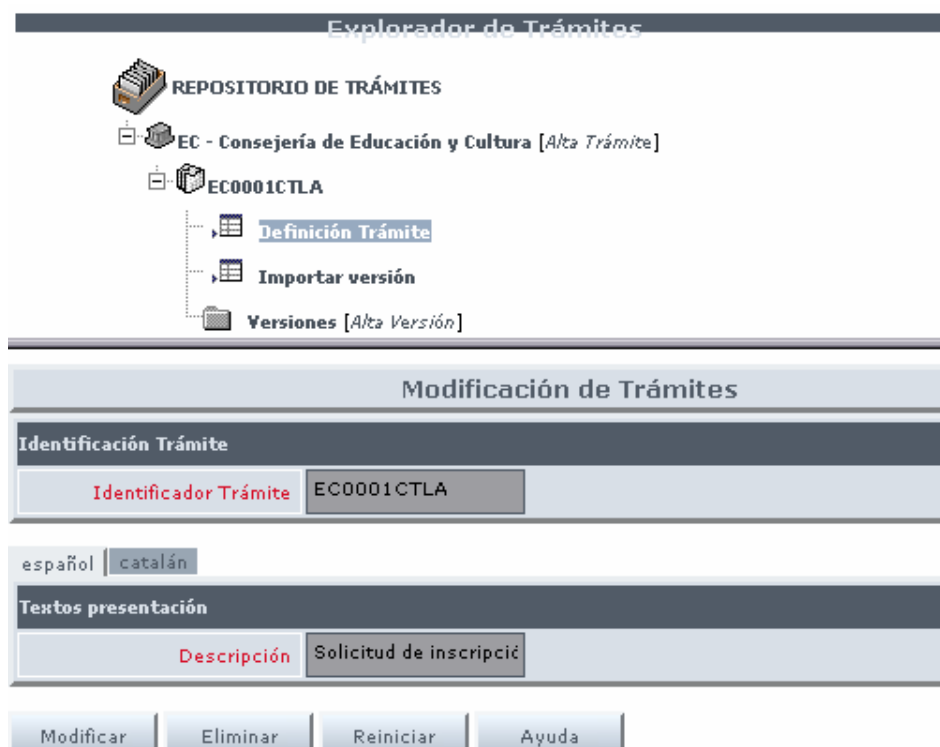 Explorador de Trámites
REPOSITORIO DE TRÁMITES
EC - Consejería de Educación y Cultura [Alta Trámite]
EC0001CTLA
Definición Trámite
Importar versión
Versiones [Alta Versión]
Modificación de Trámites
Identificación Trámite
Identificador Trámite EC0001CTLA
español catalán
Textos presentación
Descripción Solicitud de inscripció
Modificar Eliminar Reiniciar Ayuda